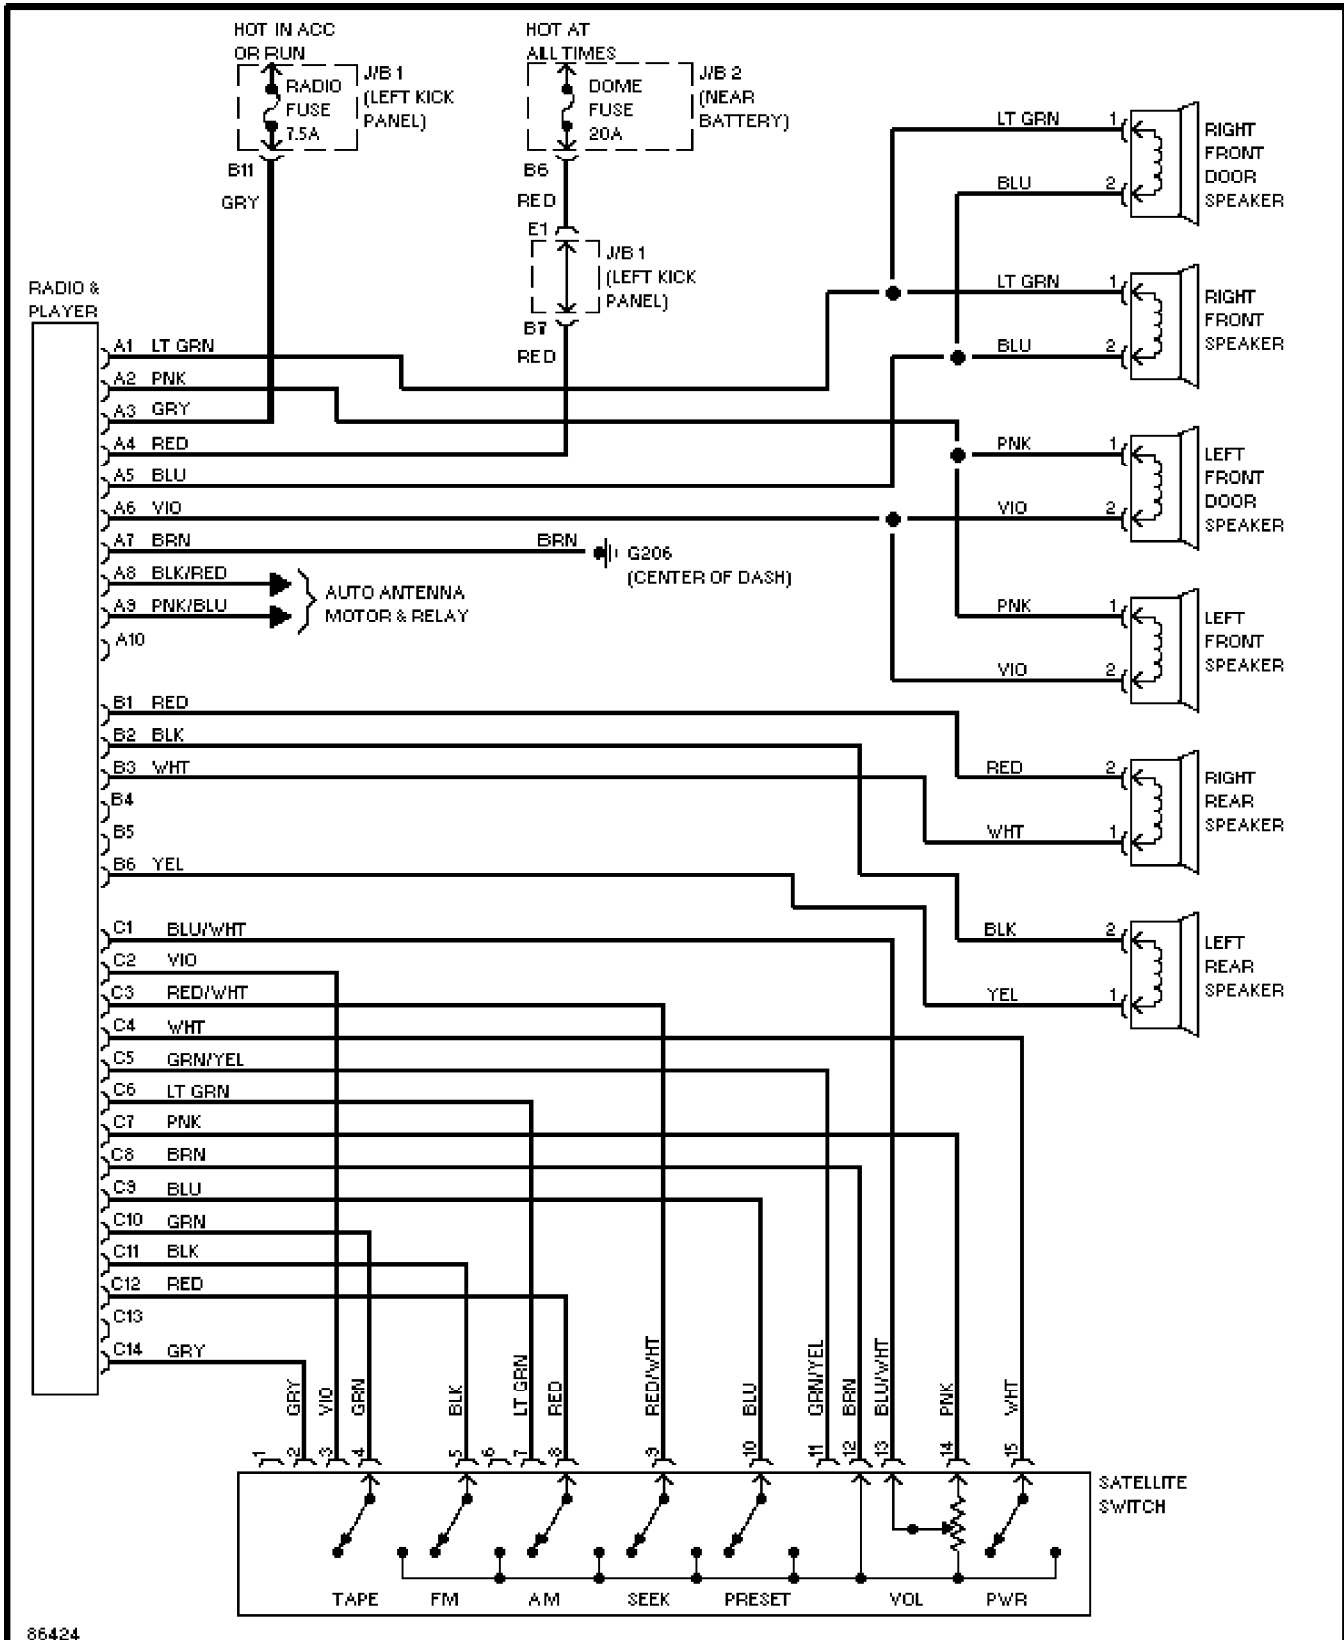 HOT IN ACC
OR RUN
RADIO
FUSE
7.5A
J/B 1
(LEFT KICK
PANEL)
B11
GRY
HOT AT
ALL TIMES
DOME
FUSE
20A
J/B 2
(NEAR
BATTERY)
B6
RED
E1
J/B 1
(LEFT KICK
PANEL)
B7
RED
RADIO &
PLAYER
A1 LT GRN
A2 PNK
A3 GRY
A4 RED
A5 BLU
A6 VIO
A7 BRN
BRN
G206
(CENTER OF DASH)
A8 BLK/RED
A9 PNK/BLU
AUTO ANTENNA
MOTOR & RELAY
A10
B1 RED
B2 BLK
B3 WHT
B4
B5
B6 YEL
C1 BLU/WHT
C2 VIO
C3 RED/WHT
C4 WHT
C5 GRN/YEL
C6 LT GRN
C7 PNK
C8 BRN
C9 BLU
C10 GRN
C11 BLK
C12 RED
C13
C14 GRY
LT GRN 1
BLU 2
RIGHT
FRONT
DOOR
SPEAKER
LT GRN 1
BLU 2
RIGHT
FRONT
SPEAKER
PNK 1
VIO 2
LEFT
FRONT
DOOR
SPEAKER
PNK 1
VIO 2
LEFT
FRONT
SPEAKER
RED 2
WHT 1
RIGHT
REAR
SPEAKER
BLK 2
YEL 1
LEFT
REAR
SPEAKER
GRY
VIO
GRN
BLK
LT GRN
RED
RED/WHT
BLU
GRN/YEL
BRN
BLU/WHT
PNK
WHT
1 2 3 4 5 6 7 8 9 10 11 12 13 14 15
SATELLITE
SWITCH
TAPE FM AM SEEK PRESET VOL PWR
86424